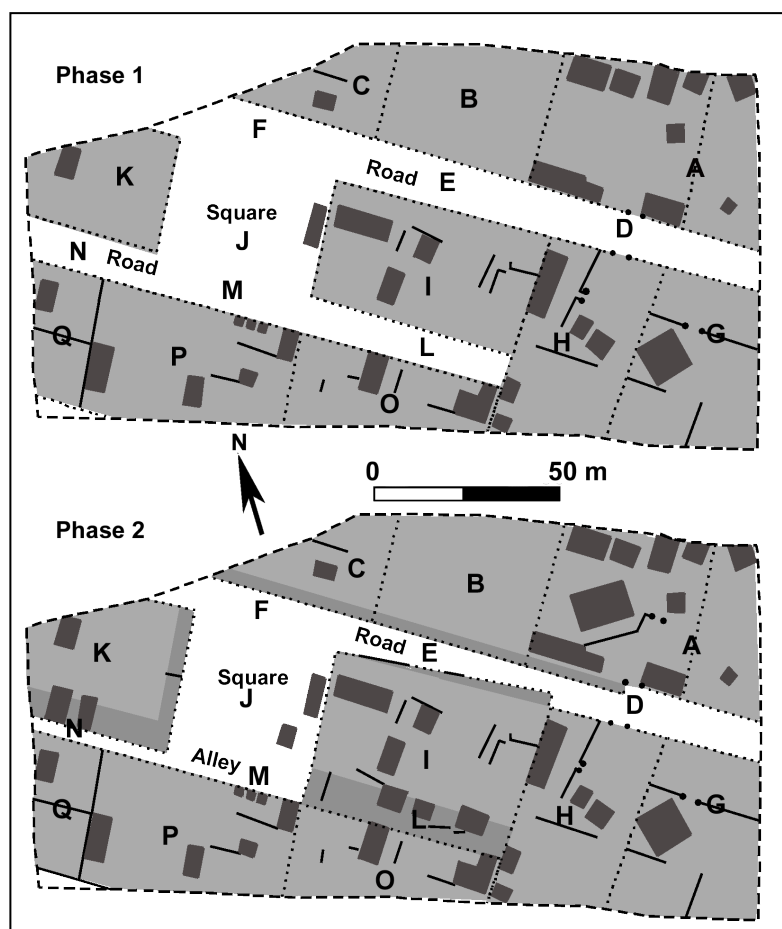 Phase 1
C
B
F
A
K
Road E
Square
J
D
N Road
M
I
Q
P
L
H
G
O
N
0 50 m
Phase 2
C
B
F
K
Road E
A
Square
J
D
N
Alley M
I
Q
P
L
H
G
O